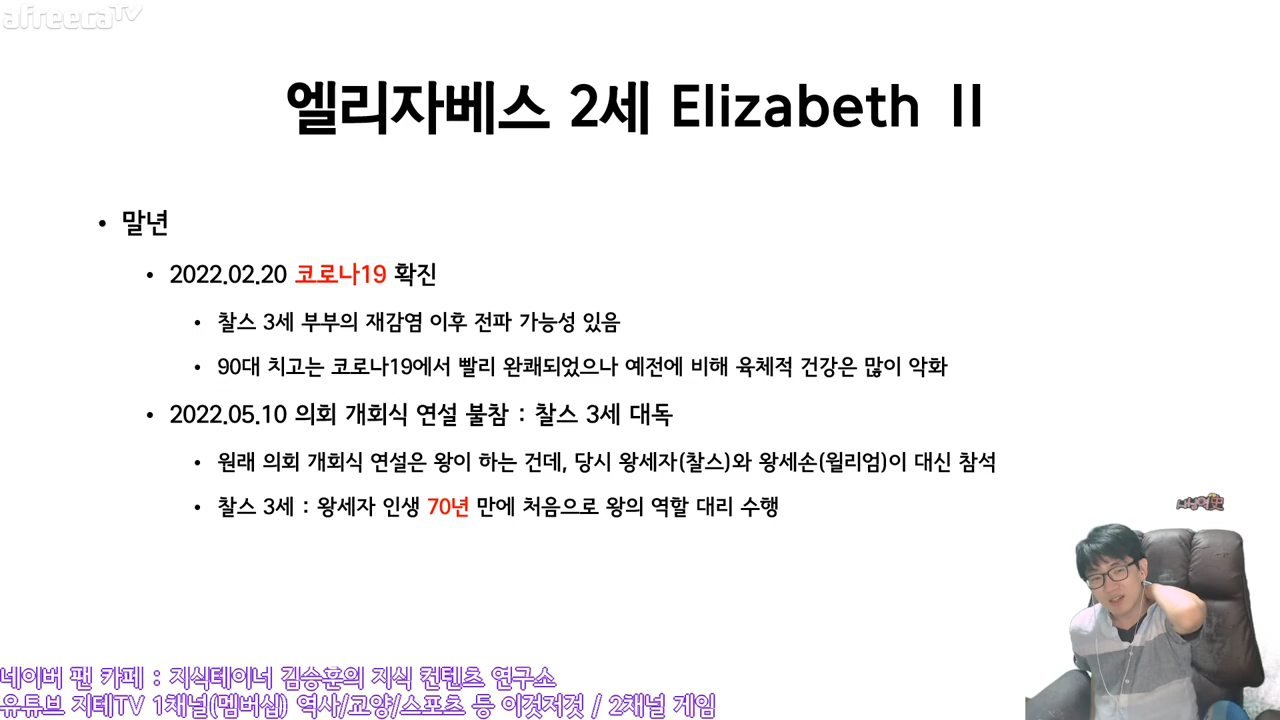 afreecaTV
엘리자베스 2세 Elizabeth II
• 말년
• 2022.02.20 코로나19 확진
• 찰스 3세 부부의 재감염 이후 전파 가능성 있음
• 90대 치고는 코로나19에서 빨리 완쾌되었으나 예전에 비해 육체적 건강은 많이 악화
• 2022.05.10 의회 개회식 연설 불참 : 찰스 3세 대독
• 원래 의회 개회식 연설은 왕이 하는 건데, 당시 왕세자(찰스)와 왕세손(윌리엄)이 대신 참석
• 찰스 3세 : 왕세자 인생 70년 만에 처음으로 왕의 역할 대리 수행
네이버 팬 카페 : 지식테이너 김승훈의 지식 컨텐츠 연구소
유튜브 지테TV 1채널(멤버십) 역사/교양/스포츠 등 이것저것 / 2채널 게임